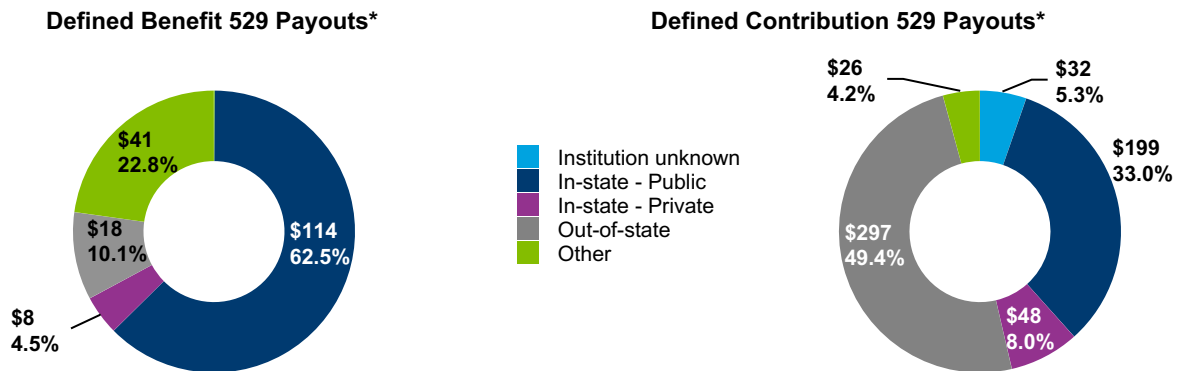 Defined Benefit 529 Payouts*
$41
22.8%
$18
10.1%
$8
4.5%
$114
62.5%
Institution unknown
In-state - Public
In-state - Private
Out-of-state
Other
Defined Contribution 529 Payouts*
$26
4.2%
$32
5.3%
$199
33.0%
$297
49.4%
$48
8.0%